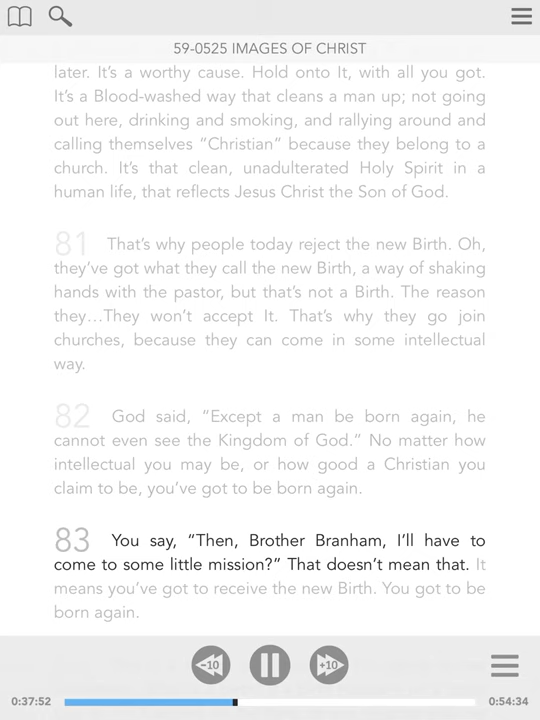 59-0525 IMAGES OF CHRIST
later. It's a worthy cause. Hold onto It, with all you got.
It's a Blood-washed way that cleans a man up; not going
out here, drinking and smoking, and rallying around and
calling themselves “Christian” because they belong to a
church. It's that clean, unadulterated Holy Spirit in a
human life, that reflects Jesus Christ the Son of God.
81 That's why people today reject the new Birth. Oh,
they've got what they call the new Birth, a way of shaking
hands with the pastor, but that's not a Birth. The reason
they…They won't accept It. That's why they go join
churches, because they can come in some intellectual
way.
82 God said, “Except a man be born again, he
cannot even see the Kingdom of God.” No matter how
intellectual you may be, or how good a Christian you
claim to be, you've got to be born again.
83 You say, “Then, Brother Branham, I'll have to
come to some little mission?” That doesn't mean that. It
means you've got to receive the new Birth. You got to be
born again.
-10 +10
0:37:52 0:54:34